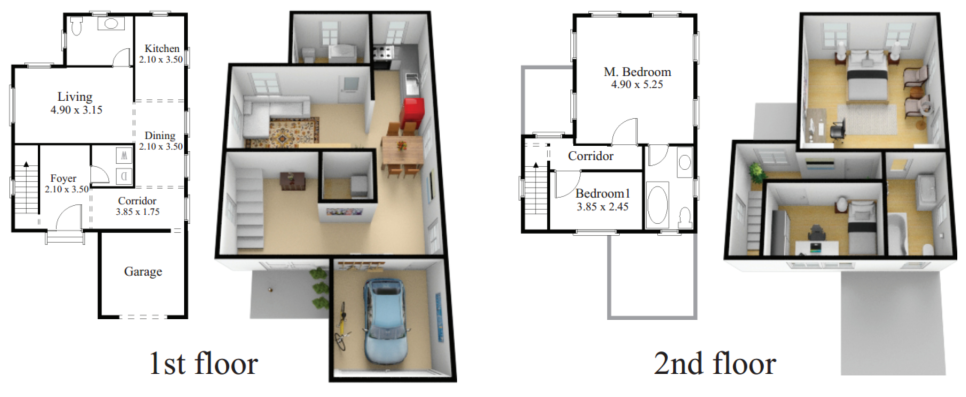 Kitchen
2.10 x 3.50
Living
4.90 x 3.15
Dining
2.10 x 3.50
Foyer
2.10 x 3.50
Corridor
3.85 x 1.75
Garage
1st floor
M. Bedroom
4.90 x 5.25
Corridor
Bedroom1
3.85 x 2.45
2nd floor